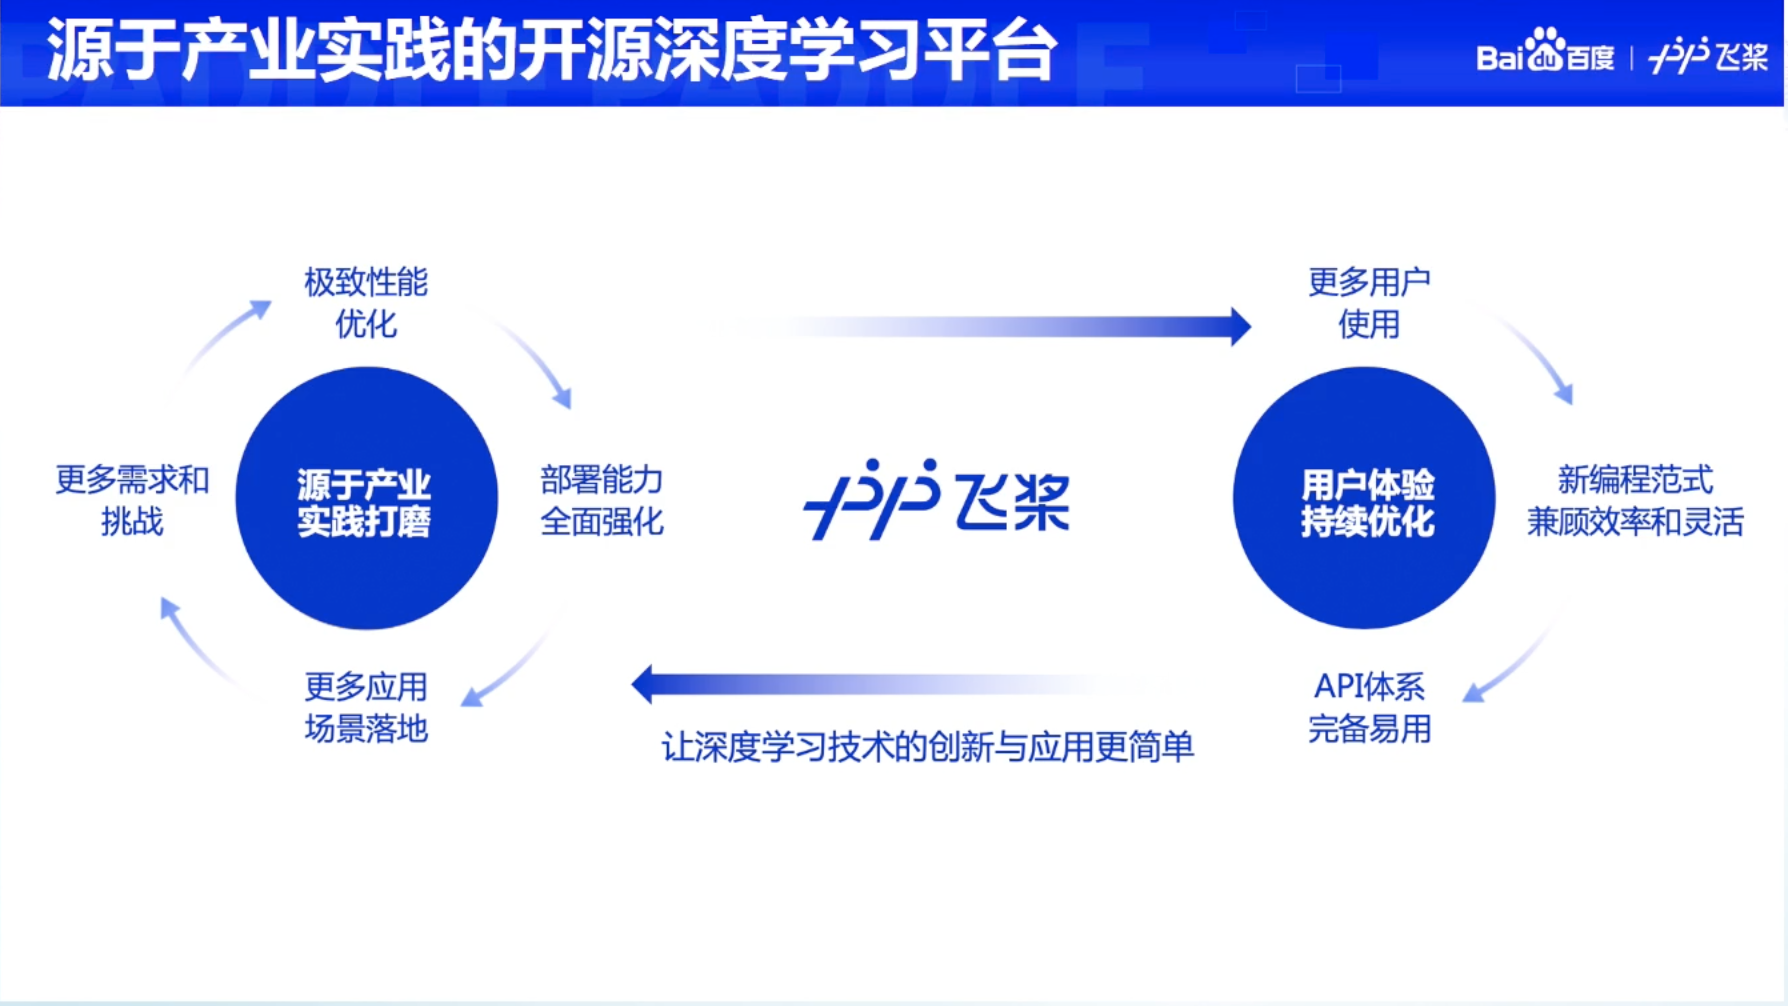 源于产业实践的开源深度学习平台
Bai du 百度 | 飞桨
极致性能
优化
更多需求和
挑战
源于产业
实践打磨
部署能力
全面强化
更多应用
场景落地
飞桨
让深度学习技术的创新与应用更简单
更多用户
使用
用户体验
持续优化
新编程范式
兼顾效率和灵活
API体系
完备易用